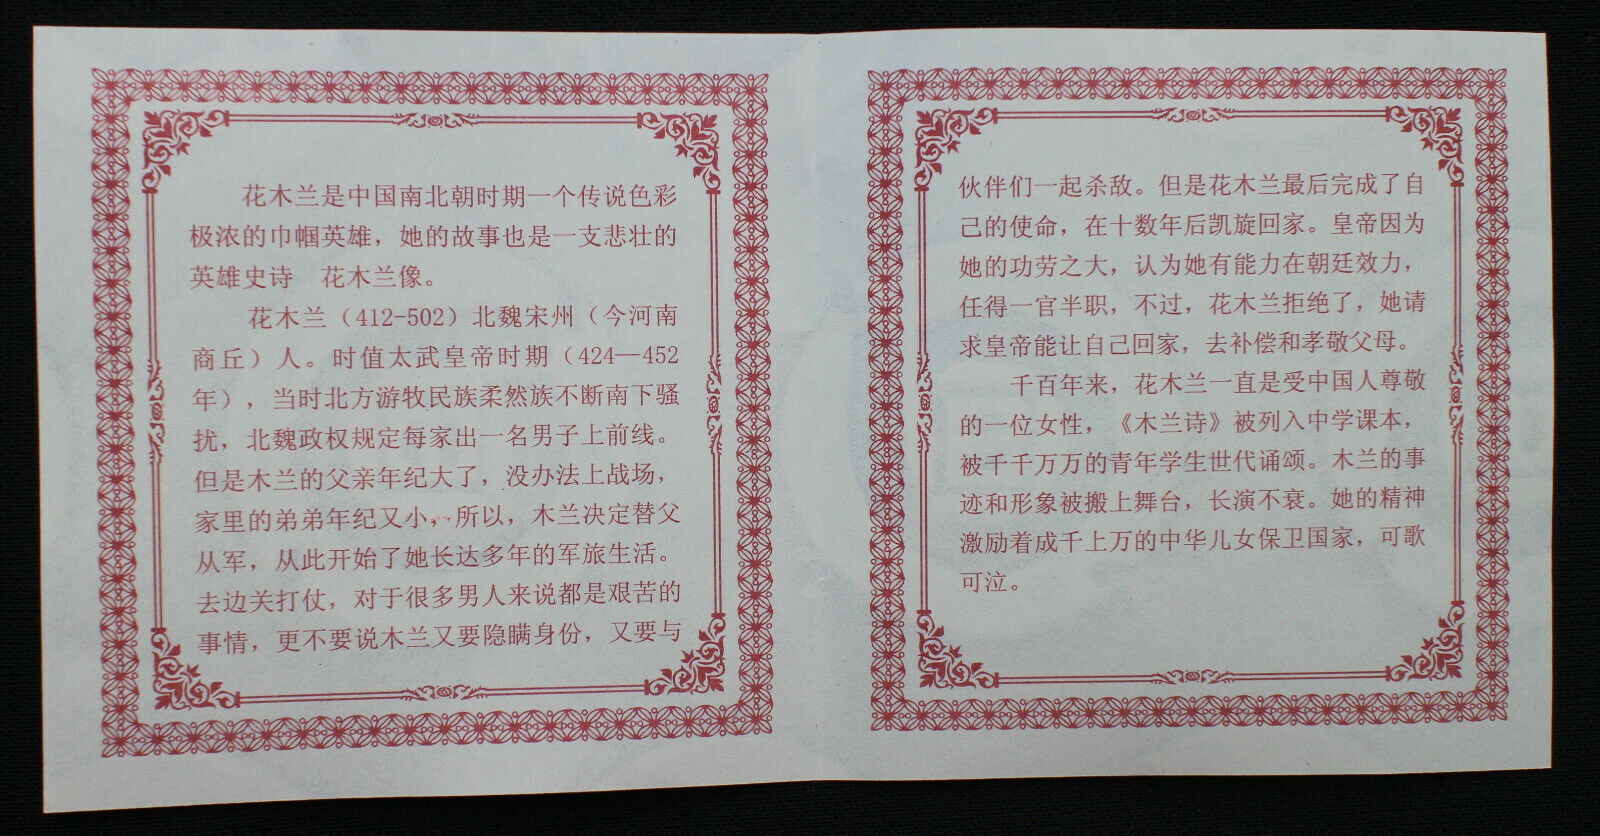 花木兰是中国南北朝时期一个传说色彩
极浓的巾帼英雄，她的故事也是一支悲壮的
英雄史诗　花木兰像。
花木兰（412-502）北魏宋州（今河南
商丘）人。时值太武皇帝时期（424—452
年），当时北方游牧民族柔然族不断南下骚
扰，北魏政权规定每家出一名男子上前线。
但是木兰的父亲年纪大了，没办法上战场，
家里的弟弟年纪又小，所以，木兰决定替父
从军，从此开始了她长达多年的军旅生活。
去边关打仗，对于很多男人来说都是艰苦的
事情，更不要说木兰又要隐瞒身份，又要与
伙伴们一起杀敌。但是花木兰最后完成了自
己的使命，在十数年后凯旋回家。皇帝因为
她的功劳之大，认为她有能力在朝廷效力，
任得一官半职，不过，花木兰拒绝了，她请
求皇帝能让自己回家，去补偿和孝敬父母。
千百年来，花木兰一直是受中国人尊敬
的一位女性，《木兰诗》被列入中学课本，
被千千万万的青年学生世代诵颂。木兰的事
迹和形象被搬上舞台，长演不衰。她的精神
激励着成千上万的中华儿女保卫国家，可歌
可泣。